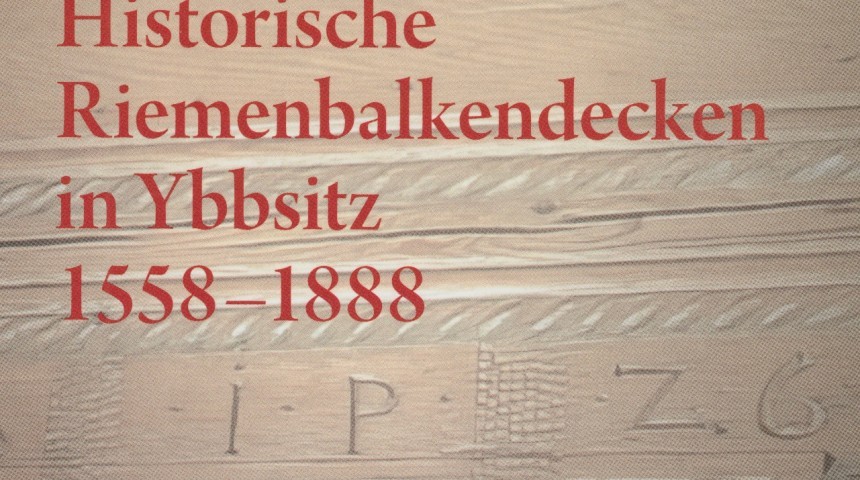 Historische
Riemenbalkendecken
in Ybbsitz
1558–1888
i · P · Z G